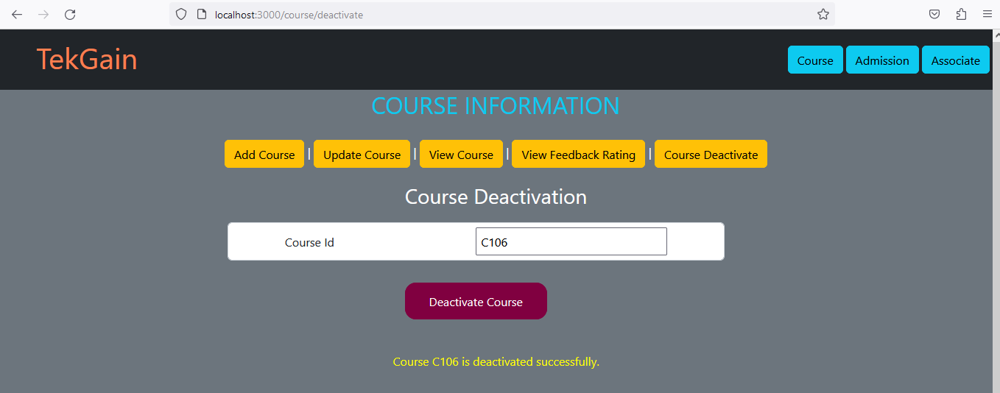 localhost:3000/course/deactivate
TekGain
Course Admission Associate
COURSE INFORMATION
Add Course | Update Course | View Course | View Feedback Rating | Course Deactivate
Course Deactivation
Course Id C106
Deactivate Course
Course C106 is deactivated successfully.